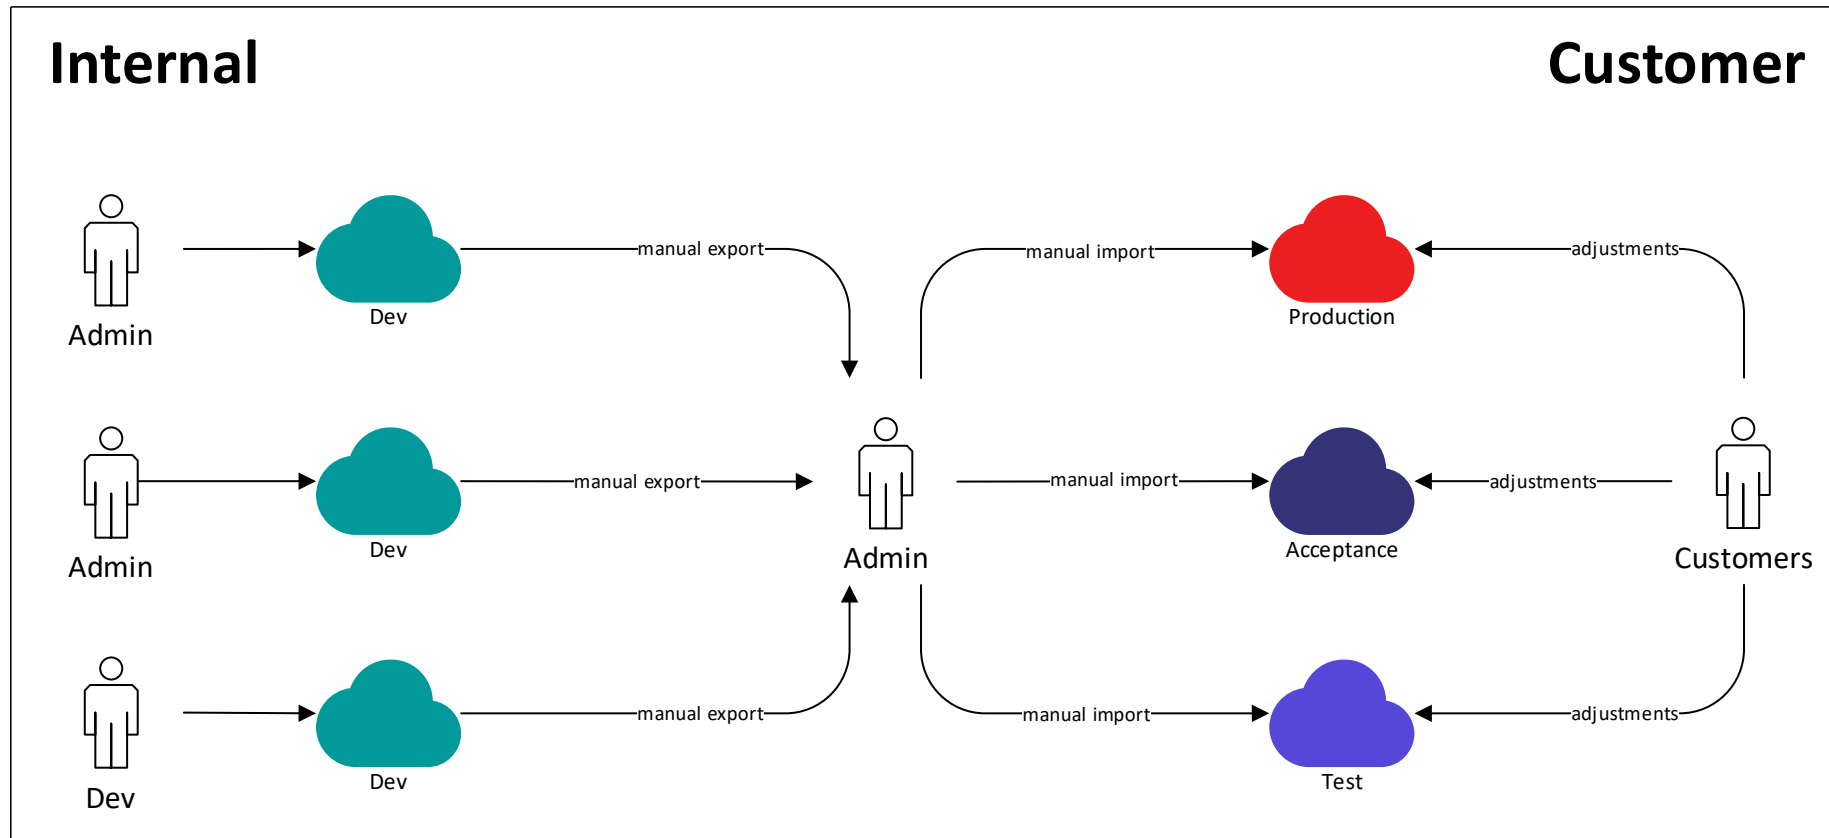 Internal
Customer
manual export
manual import
adjustments
Admin
Dev
Production
manual export
manual import
adjustments
Admin
Dev
Admin
Acceptance
Customers
manual export
manual import
adjustments
Dev
Dev
Test